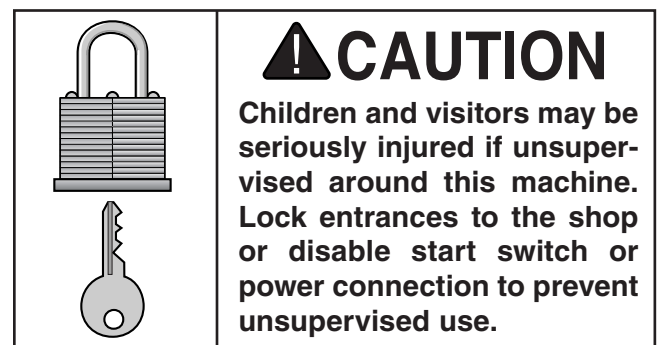 CAUTION
Children and visitors may be
seriously injured if unsuper-
vised around this machine.
Lock entrances to the shop
or disable start switch or
power connection to prevent
unsupervised use.